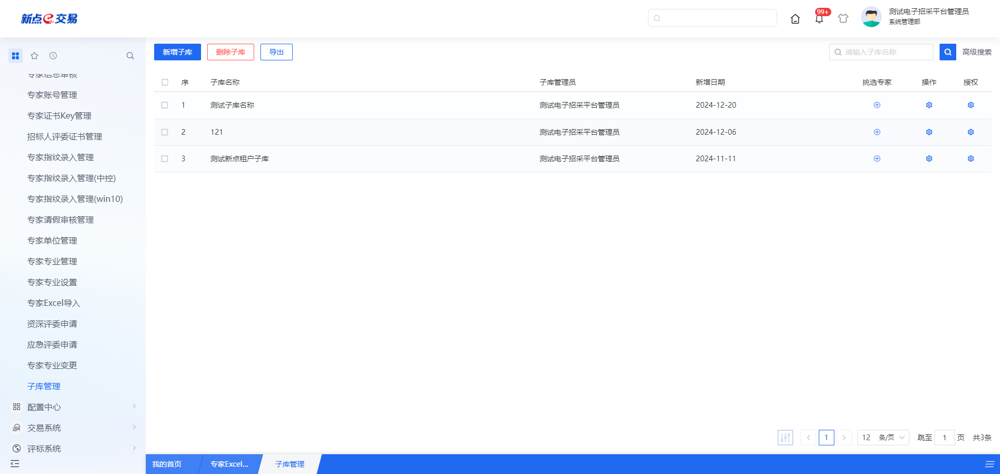 新点e交易
99+
测试电子招采平台管理员
系统管理部
专家信息审核
专家账号管理
专家证书Key管理
招标人评委证书管理
专家指纹录入管理
专家指纹录入管理(中控)
专家指纹录入管理(win10)
专家请假审核管理
专家单位管理
专家专业管理
专家专业设置
专家Excel导入
资深评委申请
应急评委申请
专家专业变更
子库管理
配置中心
交易系统
评标系统
新增子库 删除子库 导出 请输入子库名称 高级搜索
序 子库名称 子库管理员 新增日期 挑选专家 操作 授权
1 测试子库名称 测试电子招采平台管理员 2024-12-20
2 121 测试电子招采平台管理员 2024-12-06
3 测试新点租户子库 测试电子招采平台管理员 2024-11-11
1 12 条/页 跳至 1 页 共3条
我的首页 专家Excel... 子库管理